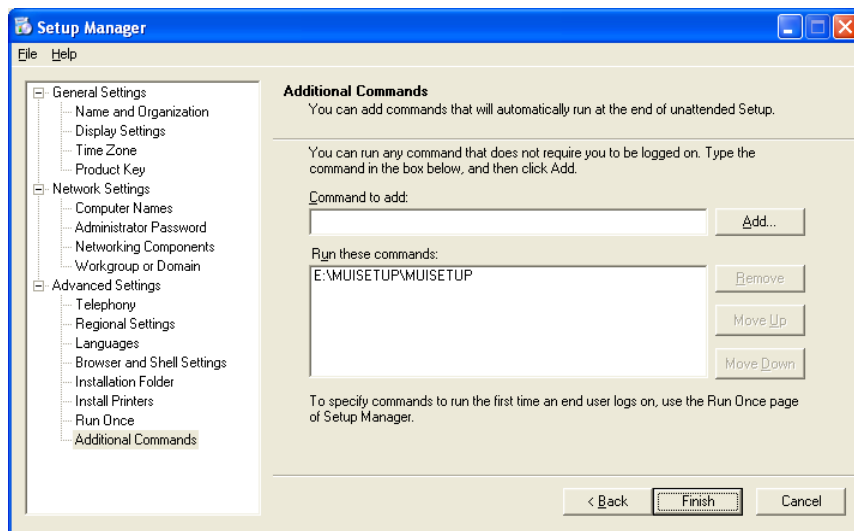 Setup Manager
File Help
General Settings
Name and Organization
Display Settings
Time Zone
Product Key
Network Settings
Computer Names
Administrator Password
Networking Components
Workgroup or Domain
Advanced Settings
Telephony
Regional Settings
Languages
Browser and Shell Settings
Installation Folder
Install Printers
Run Once
Additional Commands
Additional Commands
You can add commands that will automatically run at the end of unattended Setup.
You can run any command that does not require you to be logged on. Type the
command in the box below, and then click Add.
Command to add:
Add...
Run these commands:
E:\MUISETUP\MUISETUP
Remove
Move Up
Move Down
To specify commands to run the first time an end user logs on, use the Run Once page
of Setup Manager.
< Back Finish Cancel